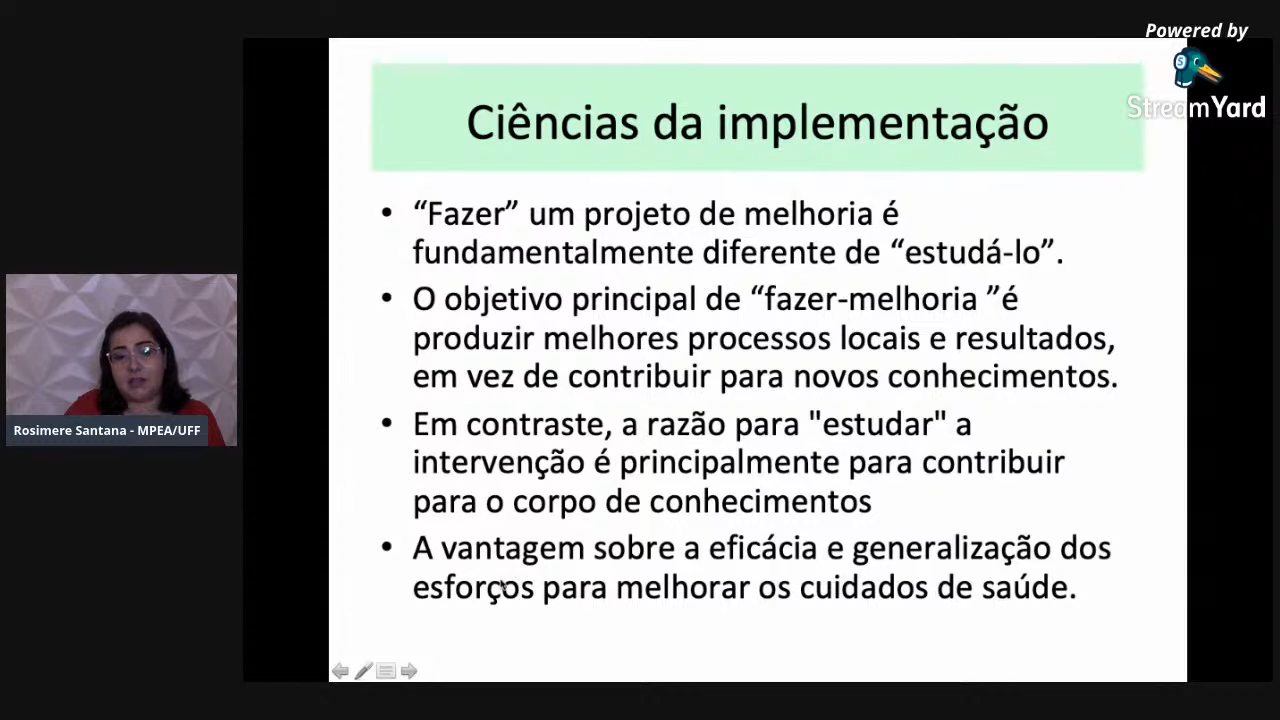 Powered by
StreamYard
Ciências da implementação
• “Fazer” um projeto de melhoria é
fundamentalmente diferente de “estudá-lo”.
• O objetivo principal de “fazer-melhoria ”é
produzir melhores processos locais e resultados,
em vez de contribuir para novos conhecimentos.
• Em contraste, a razão para "estudar" a
intervenção é principalmente para contribuir
para o corpo de conhecimentos
• A vantagem sobre a eficácia e generalização dos
esforços para melhorar os cuidados de saúde.
Rosimere Santana - MPEA/UFF